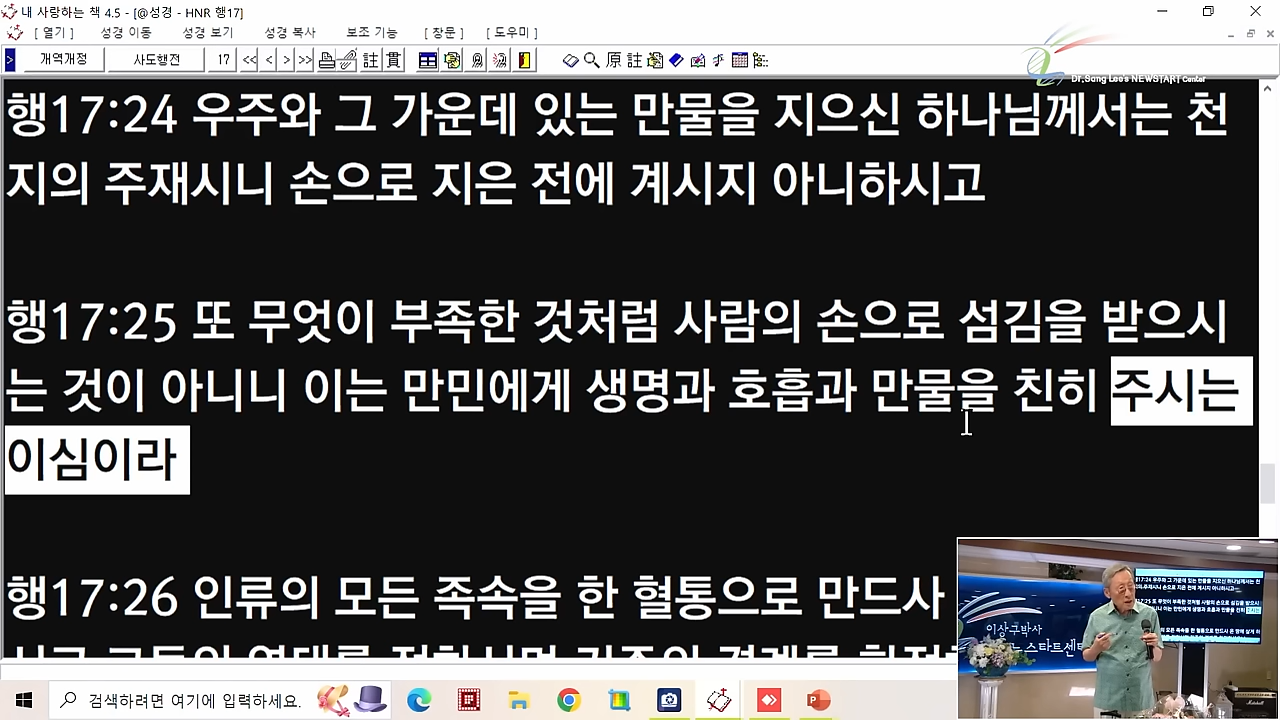 내 사랑하는 책 4.5 - [@성경 - HNR 행17]
[ 열기 ] 성경 이동 성경 보기 성경 복사 보조 기능 [ 창문 ] [ 도우미 ]
> 개역개정 사도행전 17 << < > >> 註 貫 原 註
Dr.Sang Lee's NEWSTART Center
행17:24 우주와 그 가운데 있는 만물을 지으신 하나님께서는 천
지의 주재시니 손으로 지은 전에 계시지 아니하시고
행17:25 또 무엇이 부족한 것처럼 사람의 손으로 섬김을 받으시
는 것이 아니니 이는 만민에게 생명과 호흡과 만물을 친히 주시는
이심이라
행17:26 인류의 모든 족속을 한 혈통으로 만드사
이상구박사
스타트센터
검색하려면 여기에 입력하세요.